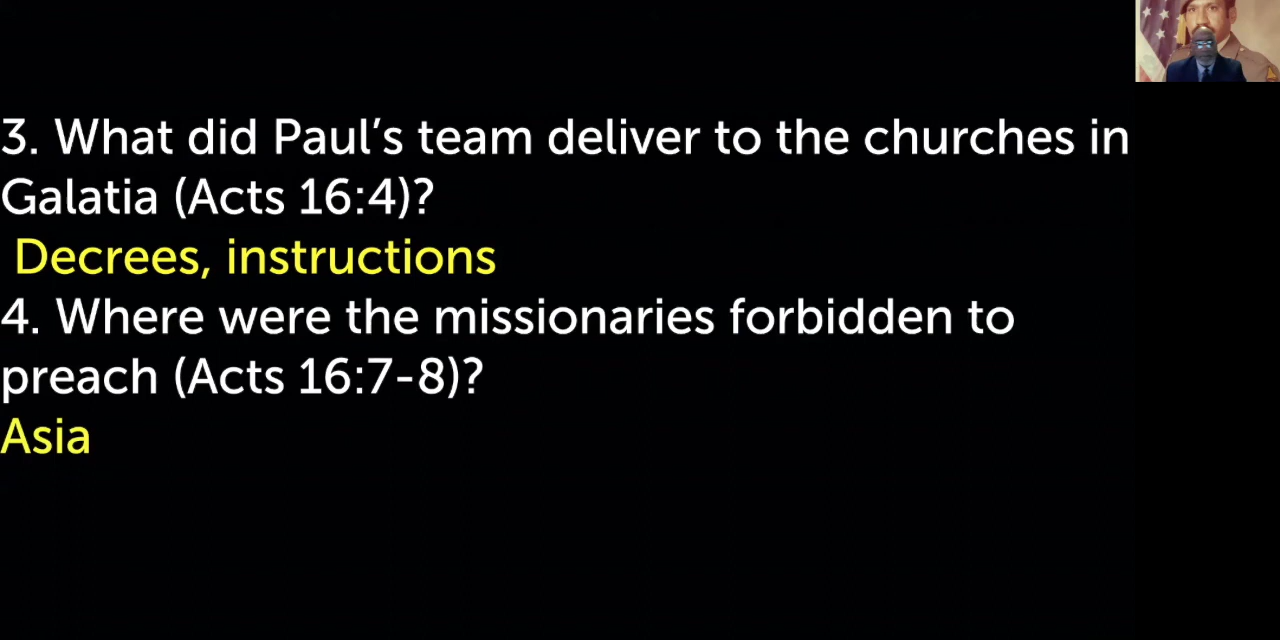 3. What did Paul’s team deliver to the churches in
Galatia (Acts 16:4)?
Decrees, instructions
4. Where were the missionaries forbidden to
preach (Acts 16:7-8)?
Asia